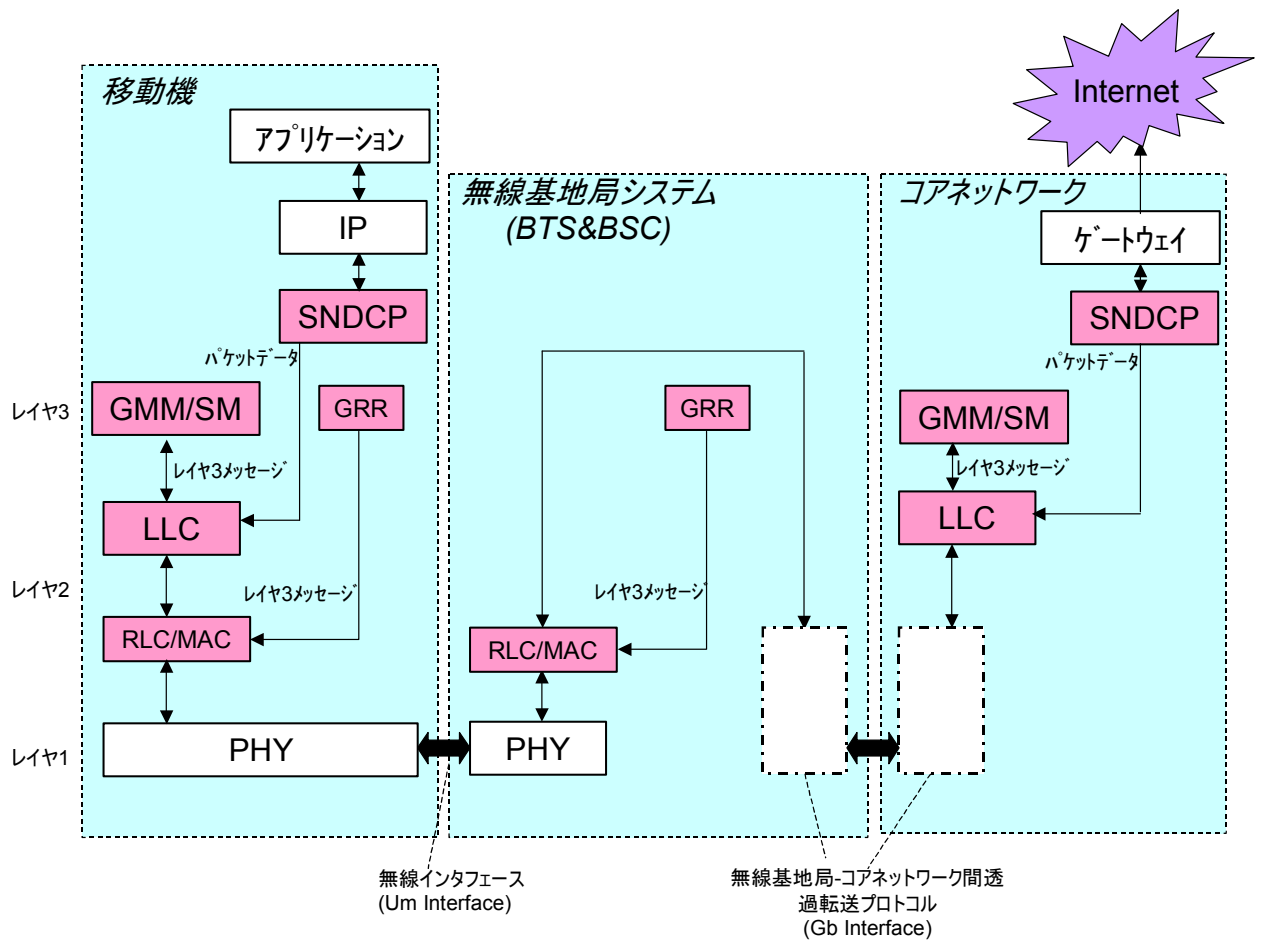 Internet
移動機
アプリケーション
IP
SNDCP
パケットデータ
GMM/SM
GRR
レイヤ3メッセージ
LLC
レイヤ3メッセージ
RLC/MAC
PHY
レイヤ3
レイヤ2
レイヤ1
無線基地局システム
(BTS&BSC)
GRR
レイヤ3メッセージ
RLC/MAC
PHY
コアネットワーク
ゲートウェイ
SNDCP
パケットデータ
GMM/SM
レイヤ3メッセージ
LLC
無線インタフェース
(Um Interface)
無線基地局-コアネットワーク間透
過転送プロトコル
(Gb Interface)